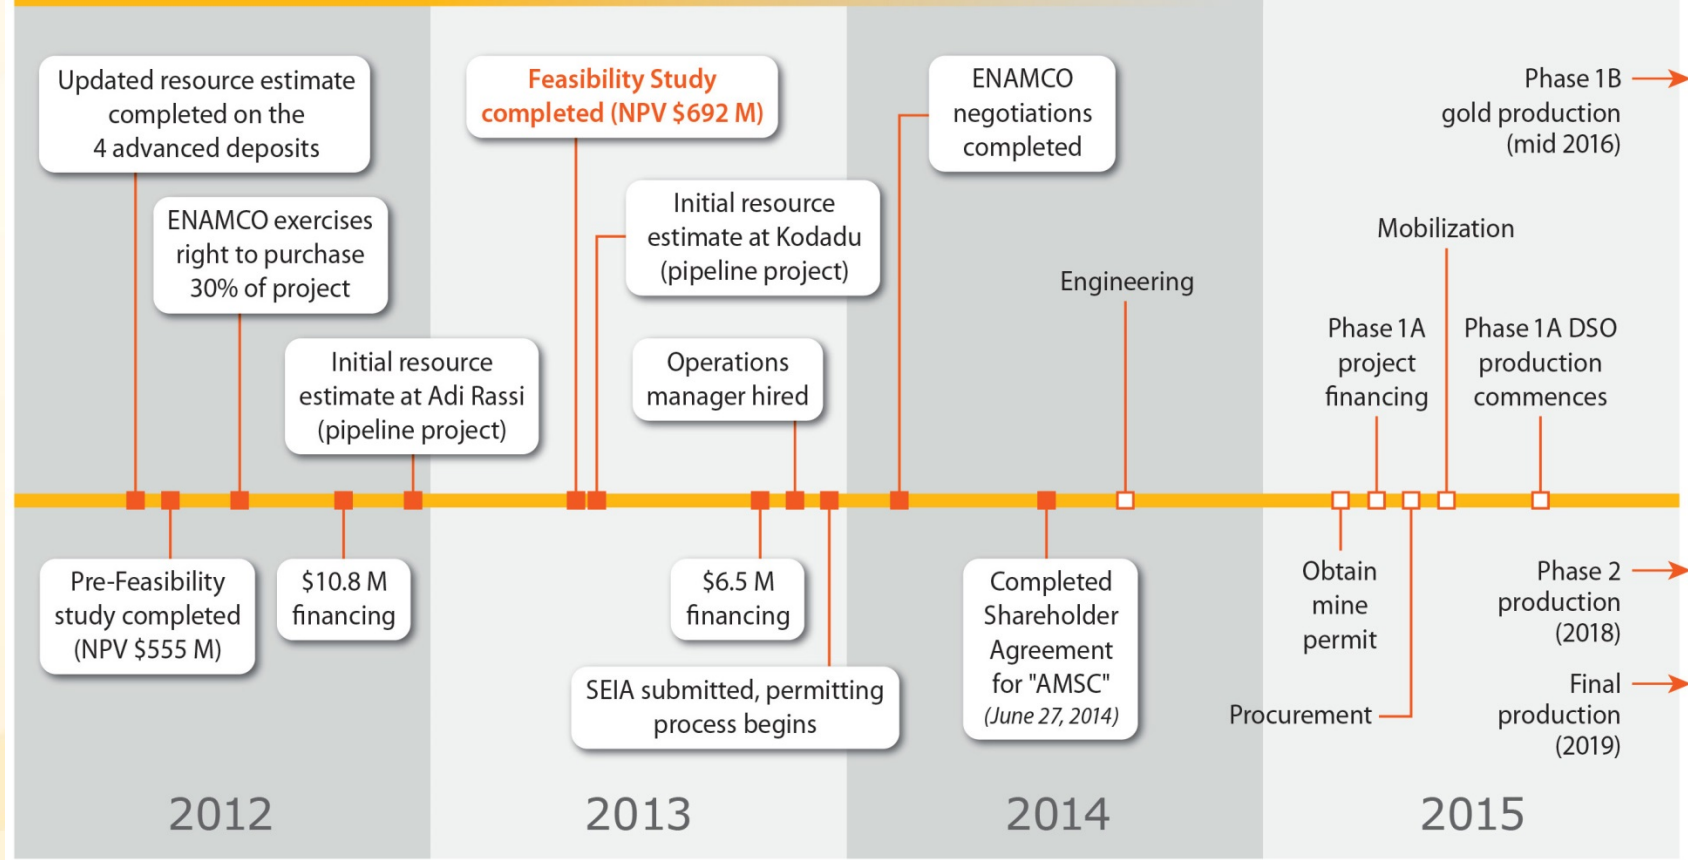 Updated resource estimate
completed on the
4 advanced deposits
ENAMCO exercises
right to purchase
30% of project
Initial resource
estimate at Adi Rassi
(pipeline project)
Pre-Feasibility
study completed
(NPV $555 M)
$10.8 M
financing
Feasibility Study
completed (NPV $692 M)
Initial resource
estimate at Kodadu
(pipeline project)
Operations
manager hired
$6.5 M
financing
SEIA submitted, permitting
process begins
ENAMCO
negotiations
completed
Engineering
Completed
Shareholder
Agreement
for "AMSC"
(June 27, 2014)
Phase 1B
gold production
(mid 2016)
Mobilization
Phase 1A
project
financing
Phase 1A DSO
production
commences
Obtain
mine
permit
Procurement
Phase 2
production
(2018)
Final
production
(2019)
2012
2013
2014
2015